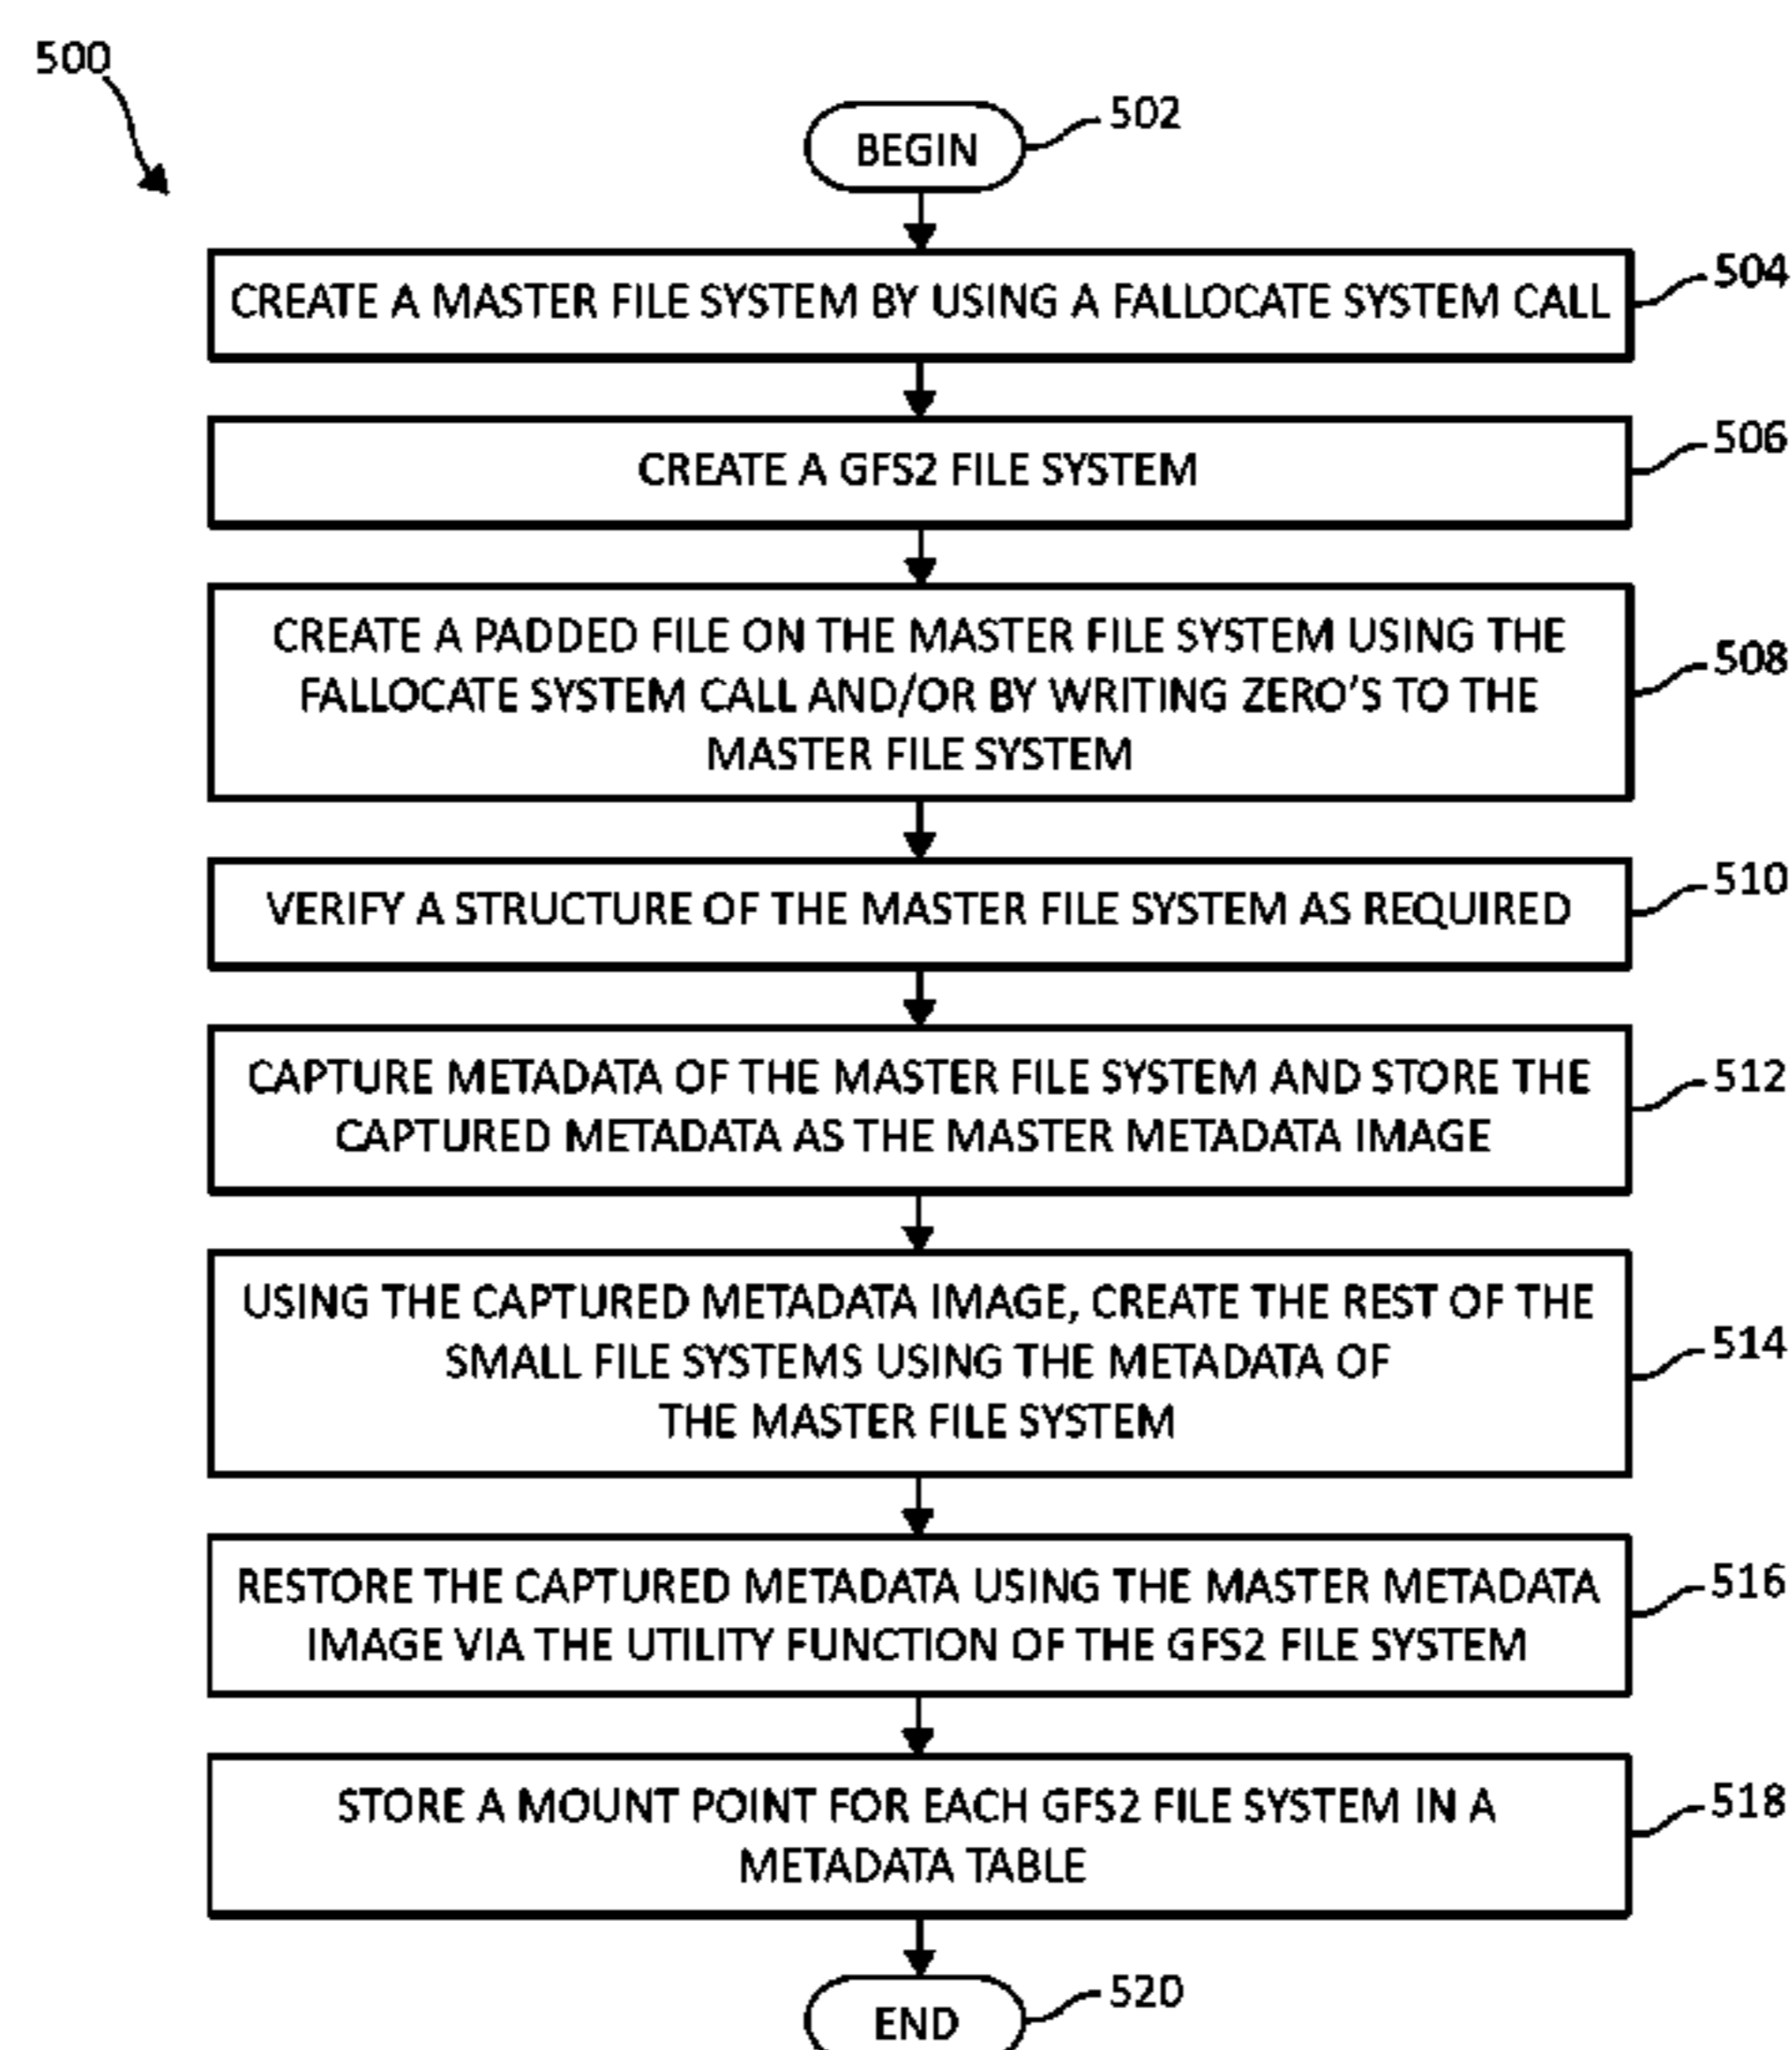 500
BEGIN
502
CREATE A MASTER FILE SYSTEM BY USING A FALLOCATE SYSTEM CALL
504
CREATE A GFS2 FILE SYSTEM
506
CREATE A PADDED FILE ON THE MASTER FILE SYSTEM USING THE
FALLOCATE SYSTEM CALL AND/OR BY WRITING ZERO'S TO THE
MASTER FILE SYSTEM
508
VERIFY A STRUCTURE OF THE MASTER FILE SYSTEM AS REQUIRED
510
CAPTURE METADATA OF THE MASTER FILE SYSTEM AND STORE THE
CAPTURED METADATA AS THE MASTER METADATA IMAGE
512
USING THE CAPTURED METADATA IMAGE, CREATE THE REST OF THE
SMALL FILE SYSTEMS USING THE METADATA OF
THE MASTER FILE SYSTEM
514
RESTORE THE CAPTURED METADATA USING THE MASTER METADATA
IMAGE VIA THE UTILITY FUNCTION OF THE GFS2 FILE SYSTEM
516
STORE A MOUNT POINT FOR EACH GFS2 FILE SYSTEM IN A
METADATA TABLE
518
END
520